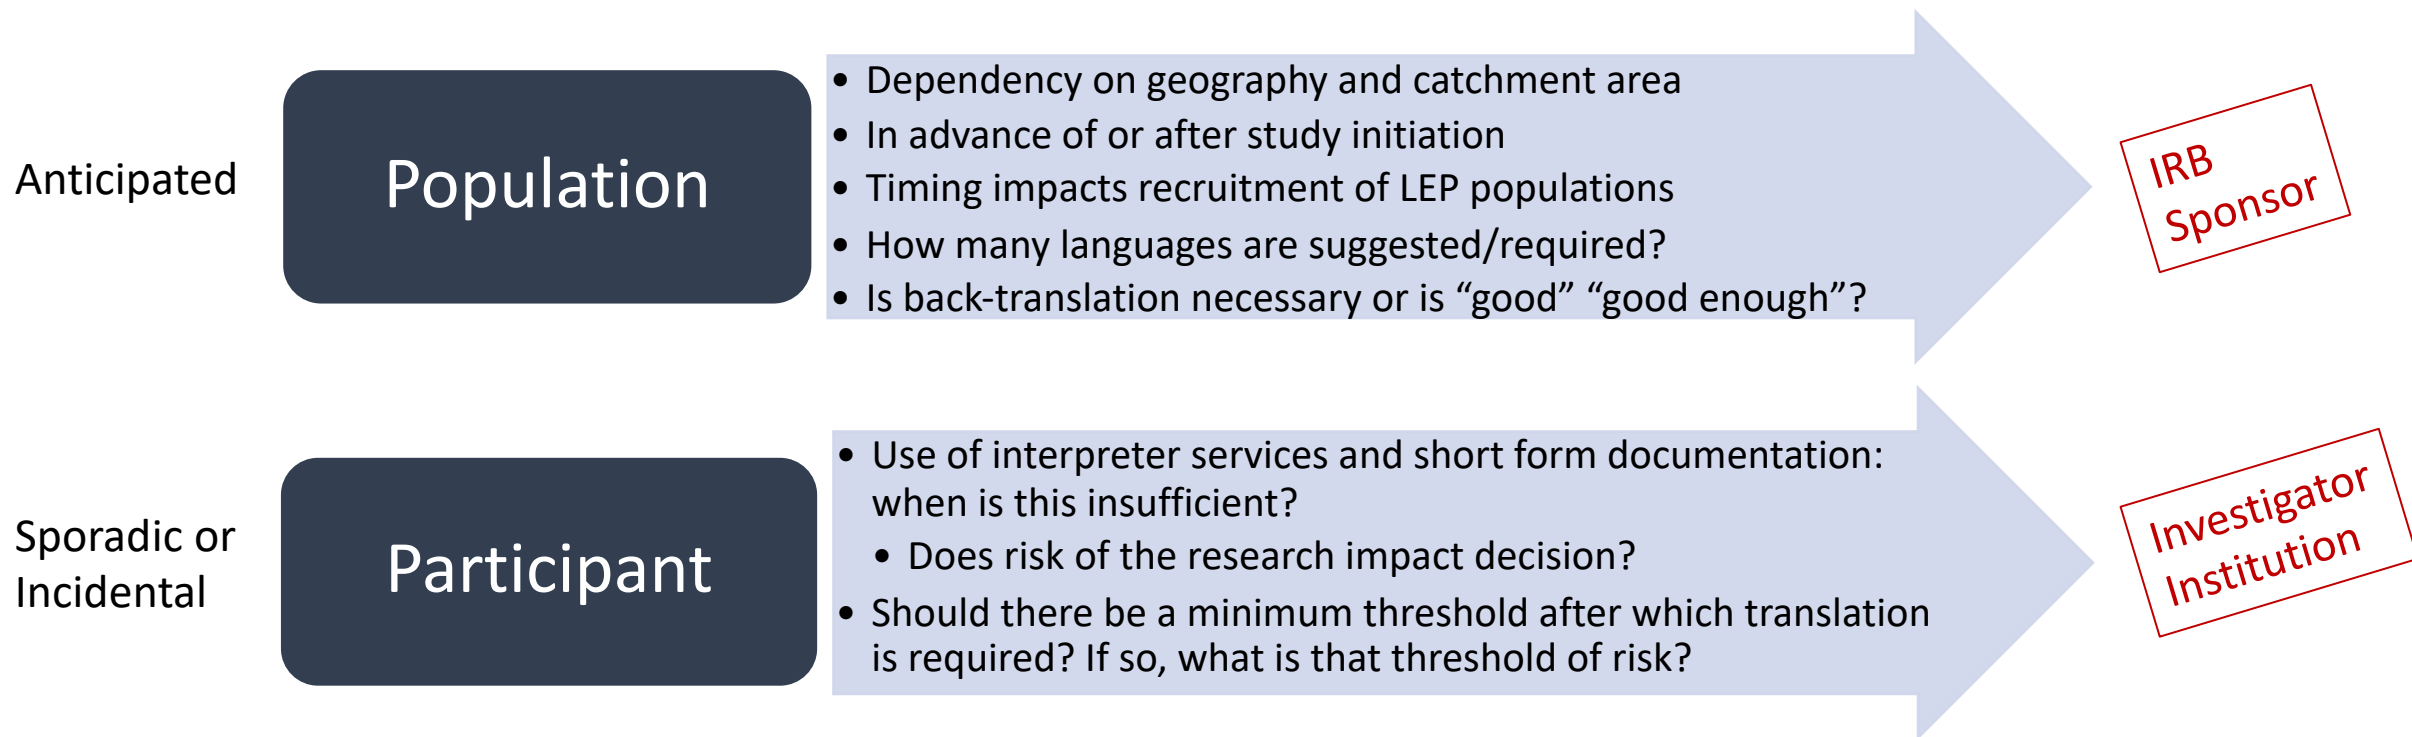 Anticipated
Population
• Dependency on geography and catchment area
• In advance of or after study initiation
• Timing impacts recruitment of LEP populations
• How many languages are suggested/required?
• Is back-translation necessary or is “good” “good enough”?
IRB
Sponsor
Sporadic or
Incidental
Participant
• Use of interpreter services and short form documentation:
when is this insufficient?
• Does risk of the research impact decision?
• Should there be a minimum threshold after which translation
is required? If so, what is that threshold of risk?
Investigator
Institution